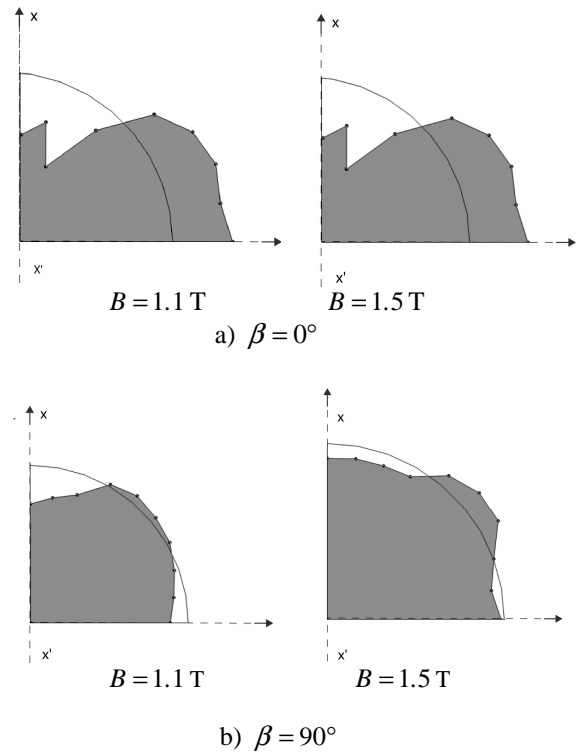 x x
x' x'
B = 1.1 T B = 1.5 T
a) β = 0°
x x
x' x'
B = 1.1 T B = 1.5 T
b) β = 90°